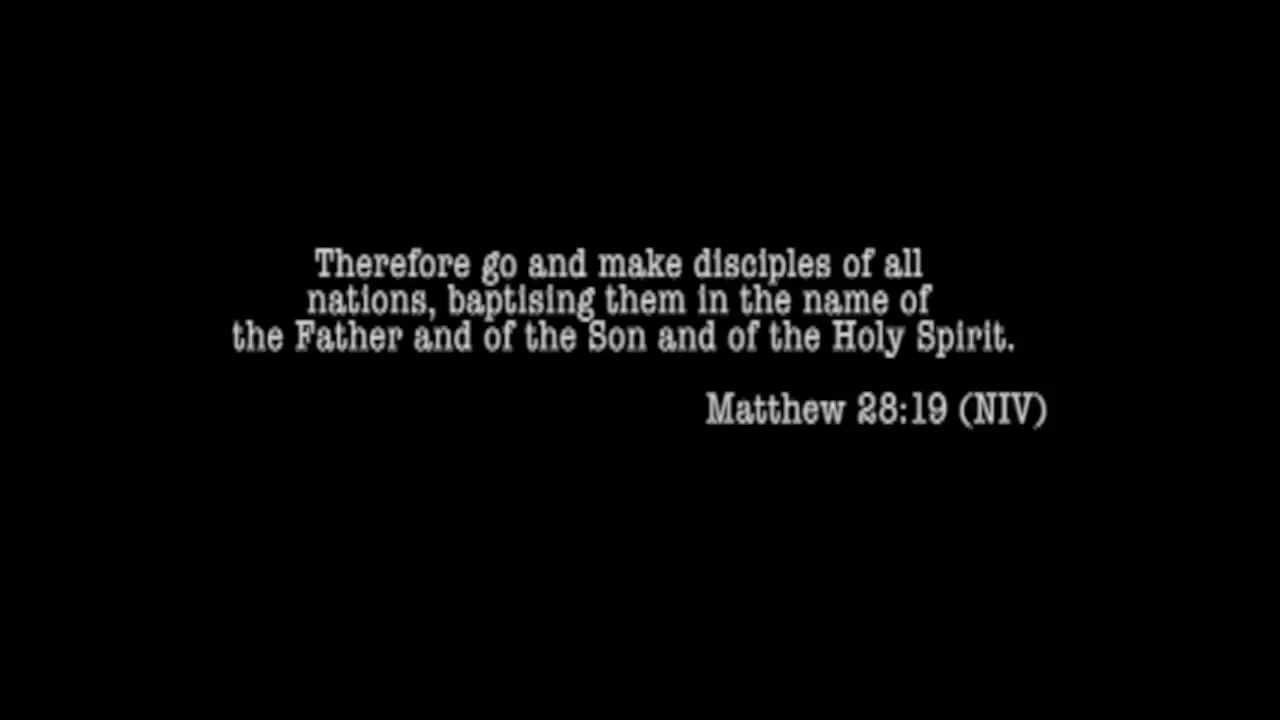 Therefore go and make disciples of all
nations, baptising them in the name of
the Father and of the Son and of the Holy Spirit.
Matthew 28:19 (NIV)